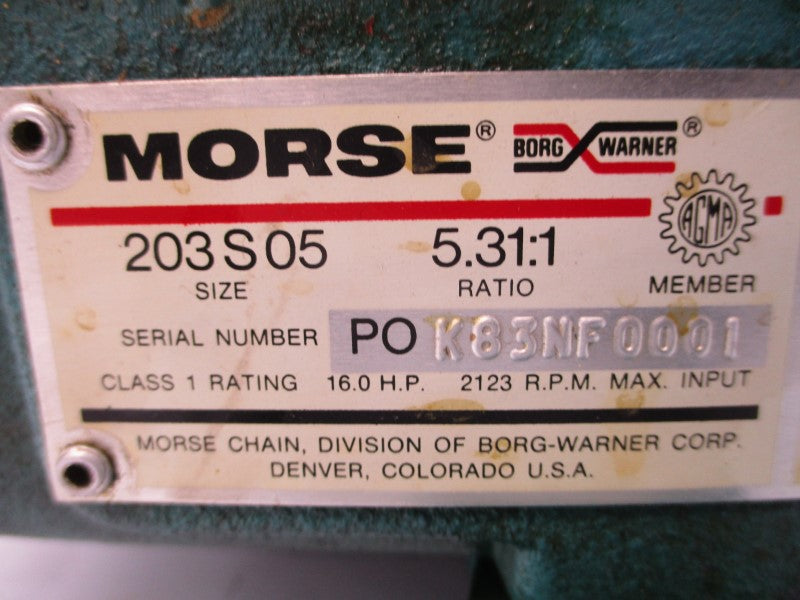 MORSE® BORG WARNER®
AGMA
203 S 05 5.31:1
SIZE RATIO MEMBER
SERIAL NUMBER PO K83NF0001
CLASS 1 RATING 16.0 H.P. 2123 R.P.M. MAX. INPUT
MORSE CHAIN, DIVISION OF BORG-WARNER CORP.
DENVER, COLORADO U.S.A.